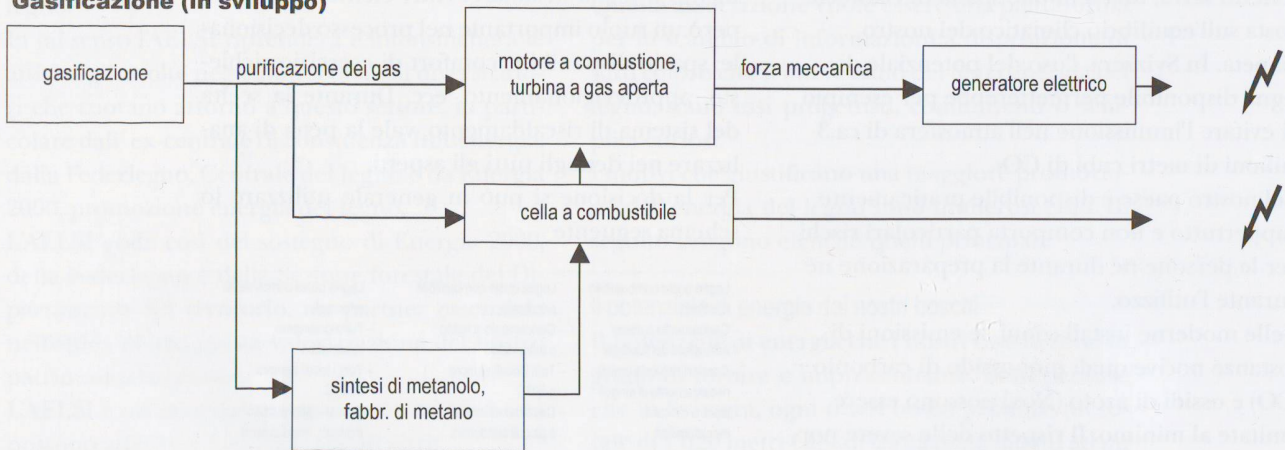 Gasificazione (in sviluppo)
gasificazione
purificazione dei gas
motore a combustione,
turbina a gas aperta
forza meccanica
generatore elettrico
cella a combustibile
sintesi di metanolo,
fabbr. di metano